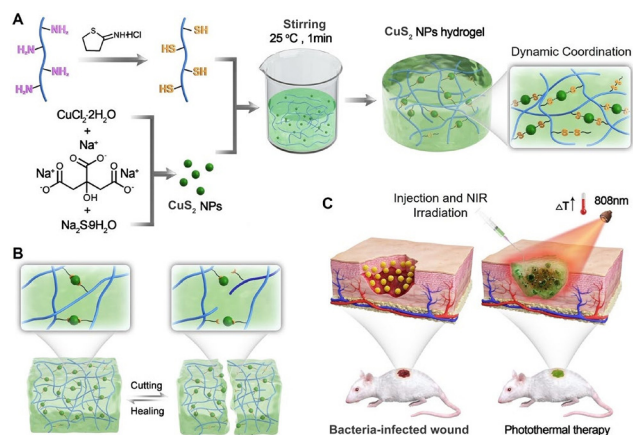 A
NH₂
H₂N
NH₂
H₂N
S
NH·HCl
SH
HS
SH
HS
CuCl₂·2H₂O
+
Na⁺
Na⁺
Na⁺
O
O⁻
O
O⁻
O
O⁻
OH
+
Na₂S·9H₂O
CuS₂ NPs
Stirring
25 °C , 1min
CuS₂ NPs hydrogel
Dynamic Coordination
B
Cutting
Healing
C
Injection and NIR
Irradiation
ΔT↑
808nm
Bacteria-infected wound
Photothermal therapy